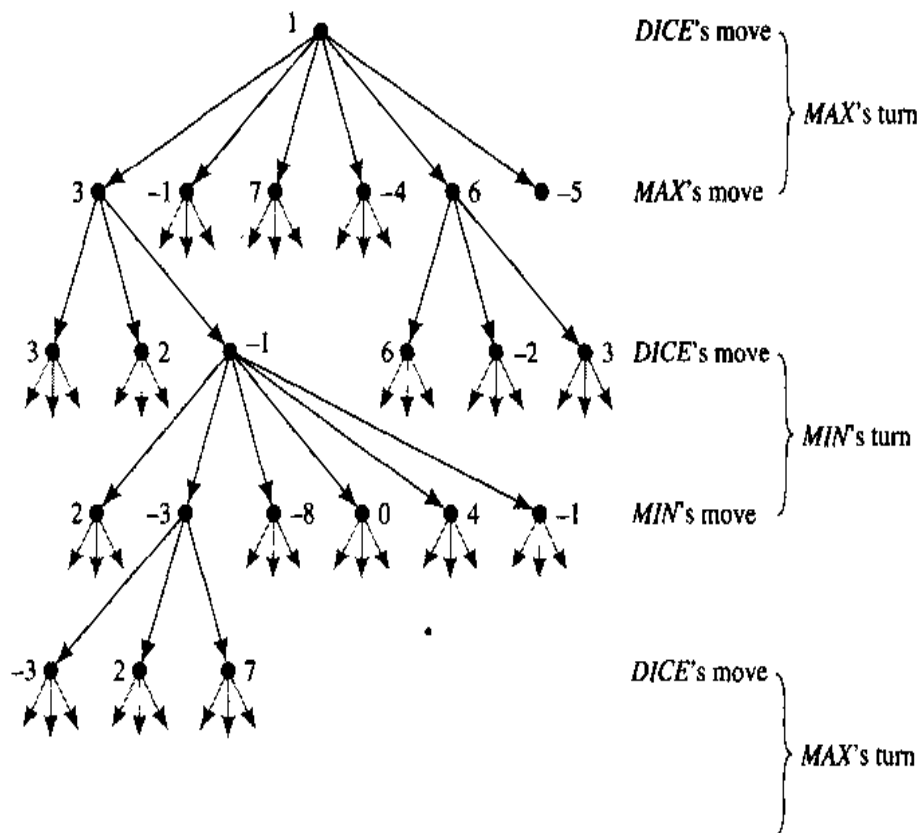 1 DICE's move
MAX's turn
3 –1 7 –4 6 –5 MAX's move
3 2 –1 6 –2 3 DICE's move
MIN's turn
2 –3 –8 0 4 –1 MIN's move
–3 2 7 DICE's move
MAX's turn